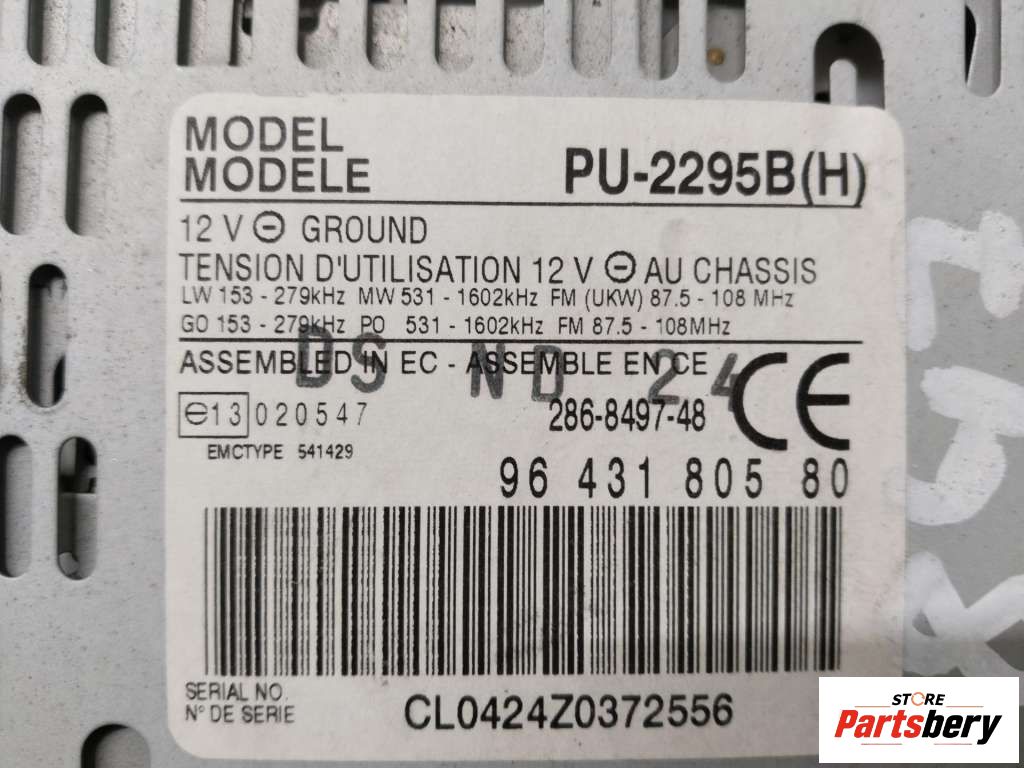 MODEL
MODELE PU-2295B(H)
12 V ⊖ GROUND
TENSION D'UTILISATION 12 V ⊖ AU CHASSIS
LW 153 - 279kHz MW 531 - 1602kHz FM (UKW) 87.5 - 108 MHz
GO 153 - 279kHz PO 531 - 1602kHz FM 87.5 - 108MHz
ASSEMBLED IN EC - ASSEMBLE EN CE
DS ND 24
CE
e13 020547 286-8497-48
EMCTYPE 541429
96 431 805 80
SERIAL NO.
N° DE SERIE CL0424Z0372556
STORE
Partsbery